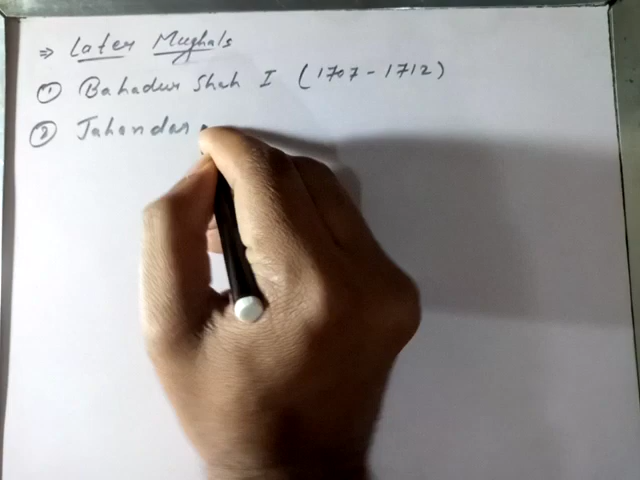 ⇒ Later Mughals
① Bahadur Shah I (1707-1712)
② Jahandar